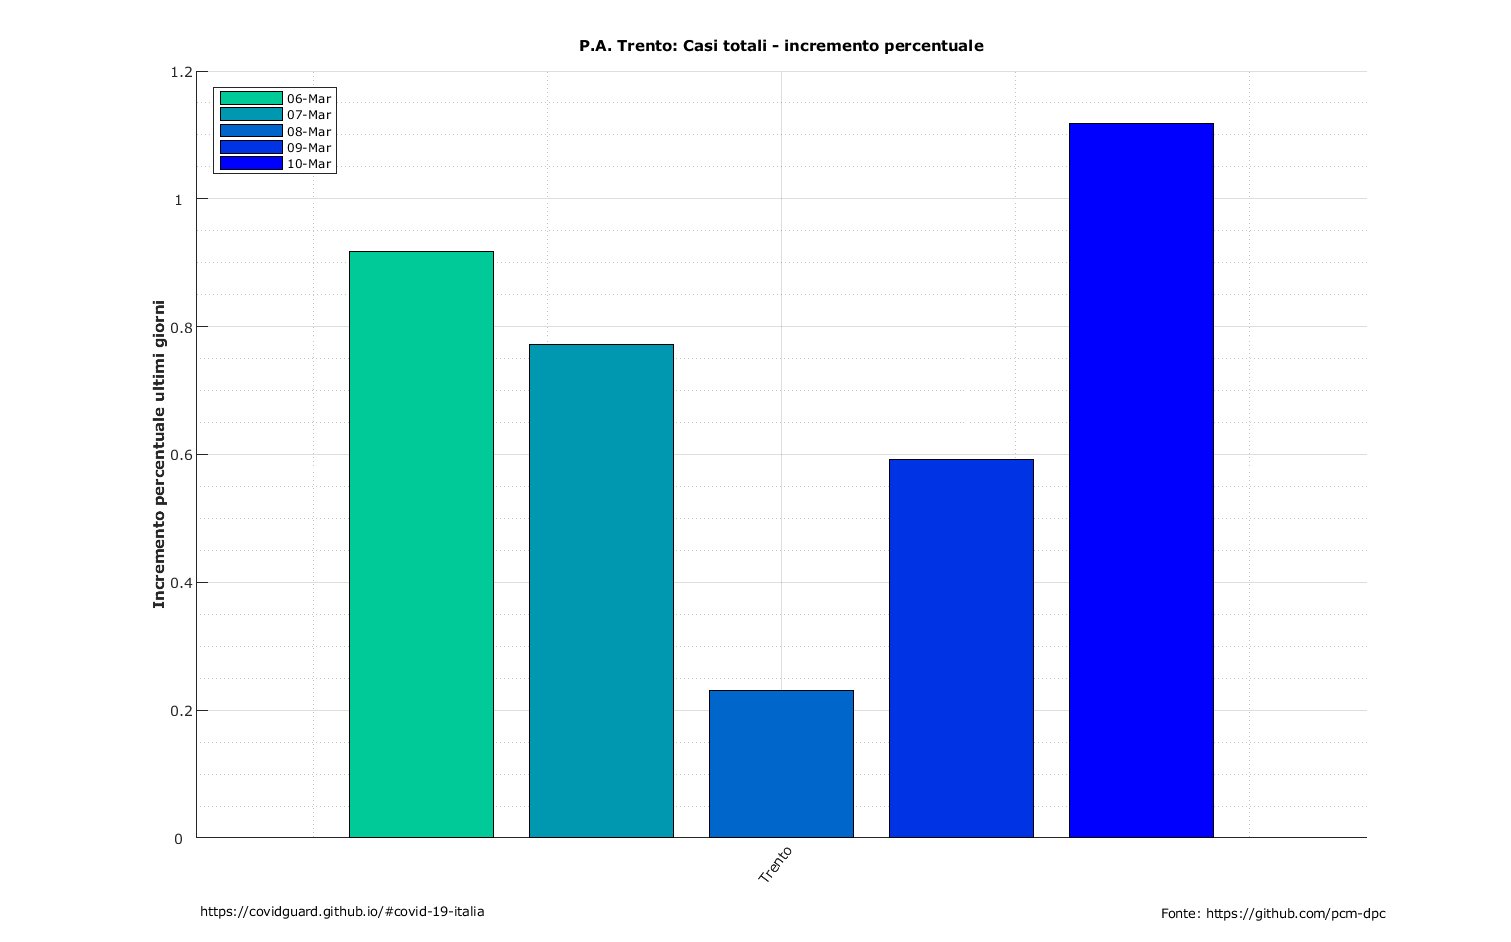 P.A. Trento: Casi totali - incremento percentuale
Incremento percentuale ultimi giorni
1.2
1
0.8
0.6
0.4
0.2
0
06-Mar
07-Mar
08-Mar
09-Mar
10-Mar
Trento
https://covidguard.github.io/#covid-19-italia
Fonte: https://github.com/pcm-dpc